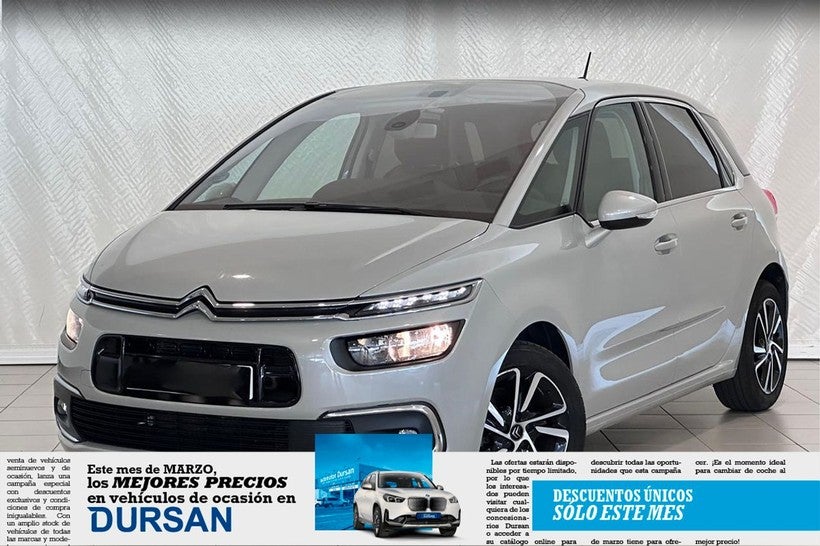 venta de vehículos
seminuevos y de
ocasión, lanza una
campaña especial
con descuentos
exclusivos y condi-
ciones de compra
inigualables. Con
un amplio stock de
vehículos de todas
las marcas y mode-
Este mes de MARZO,
los MEJORES PRECIOS
en vehículos de ocasión en
DURSAN
Dursan
Las ofertas estarán dispo-
nibles por tiempo limitado,
por lo que
los interesa-
dos pueden
visitar cual-
quiera de los
concesiona-
rios Dursan
o acceder a
su catálogo online para
descubrir todas las oportu-
nidades que esta campaña
cer. ¡Es el momento ideal
para cambiar de coche al
DESCUENTOS ÚNICOS
SÓLO ESTE MES
de marzo tiene para ofre-
mejor precio!